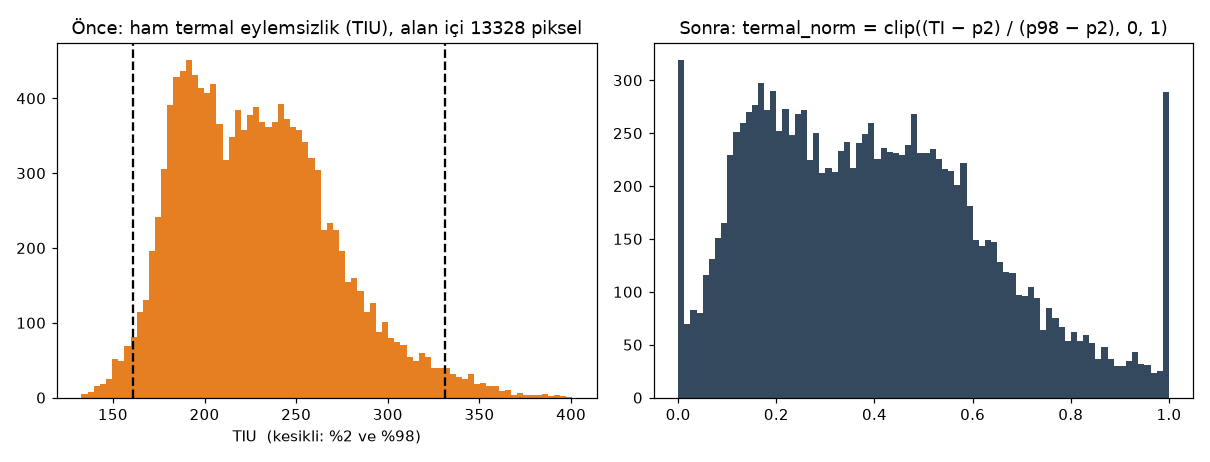 Önce: ham termal eylemsizlik (TIU), alan içi 13328 piksel
400
300
200
100
0
150 200 250 300 350 400
TIU (kesikli: %2 ve %98)
Sonra: termal_norm = clip((TI − p2) / (p98 − p2), 0, 1)
300
250
200
150
100
50
0
0.0 0.2 0.4 0.6 0.8 1.0